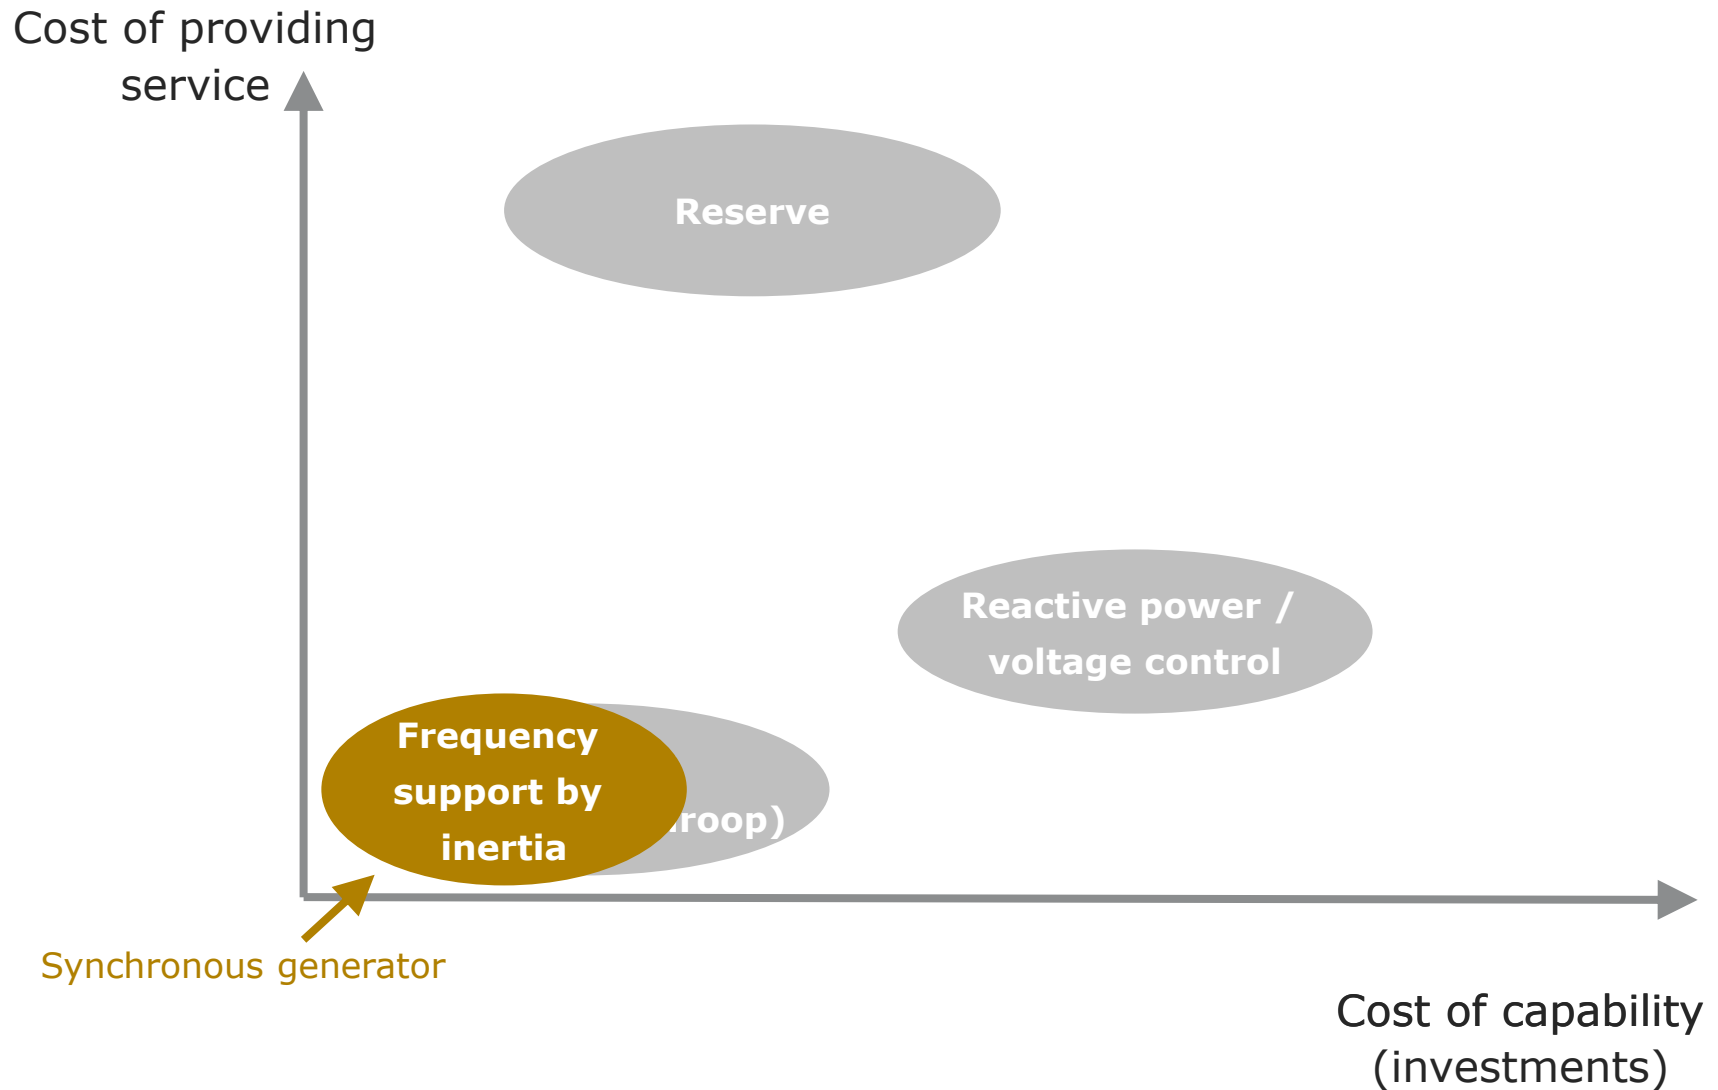 Cost of providing
service
Reserve
Reactive power /
voltage control
Frequency
support by
inertia
Synchronous generator
Cost of capability
(investments)